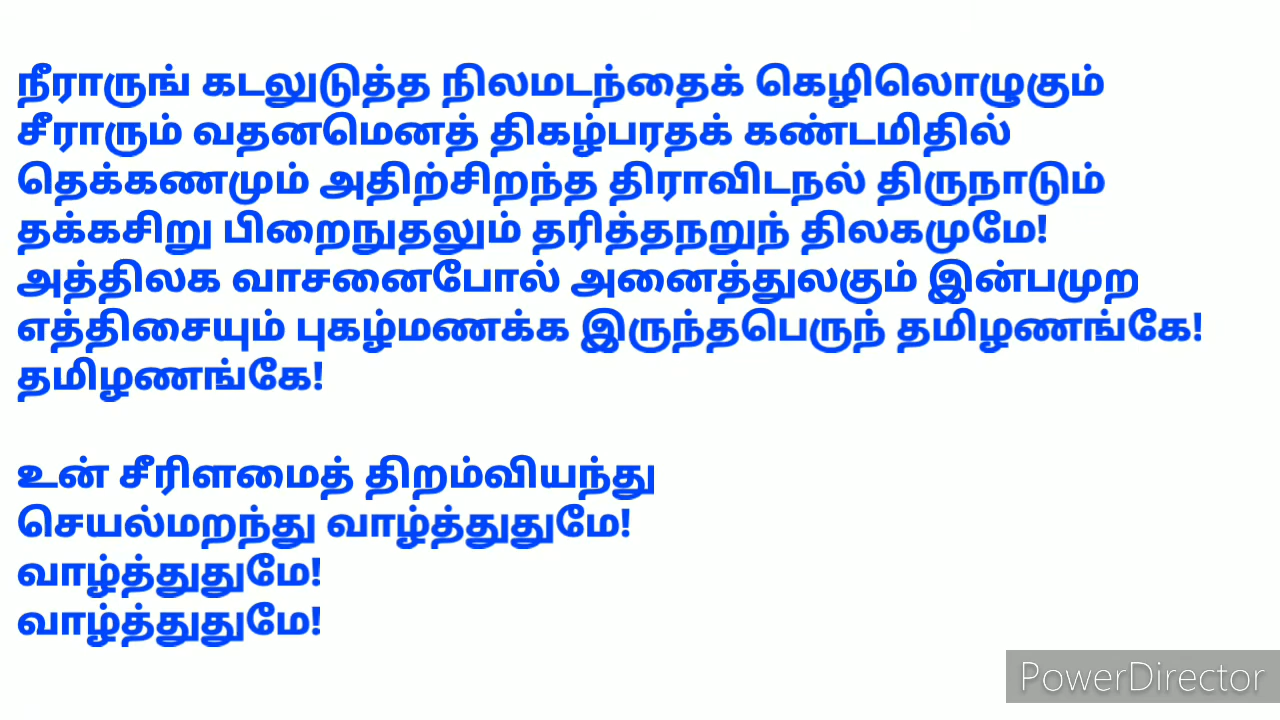 நீராருங் கடலுடுத்த நிலமடந்தைக் கெழிலொழுகும்
சீராரும் வதனமெனத் திகழ்பரதக் கண்டமிதில்
தெக்கணமும் அதிற்சிறந்த திராவிடநல் திருநாடும்
தக்கசிறு பிறைநுதலும் தரித்தநறுந் திலகமுமே!
அத்திலக வாசனைபோல் அனைத்துலகும் இன்பமுற
எத்திசையும் புகழ்மணக்க இருந்தபெருந் தமிழணங்கே!
தமிழணங்கே!
உன் சீரிளமைத் திறம்வியந்து
செயல்மறந்து வாழ்த்துதுமே!
வாழ்த்துதுமே!
வாழ்த்துதுமே!
PowerDirector